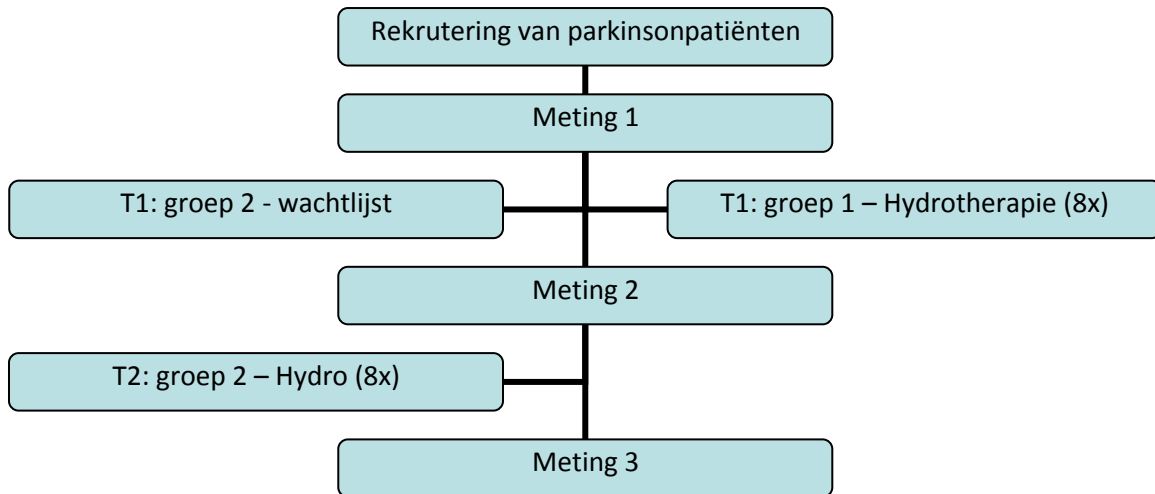 Rekrutering van parkinsonpatiënten
Meting 1
T1: groep 2 - wachtlijst
T1: groep 1 – Hydrotherapie (8x)
Meting 2
T2: groep 2 – Hydro (8x)
Meting 3